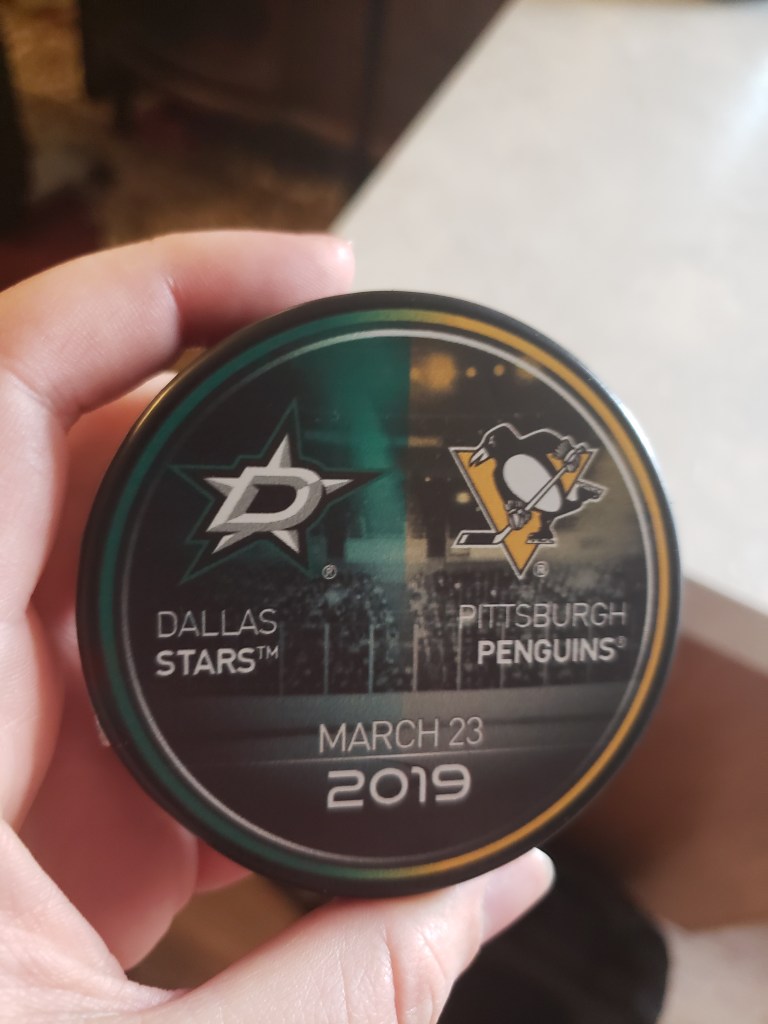 D
®
®
DALLAS
STARS™
PITTSBURGH
PENGUINS®
MARCH 23
2019